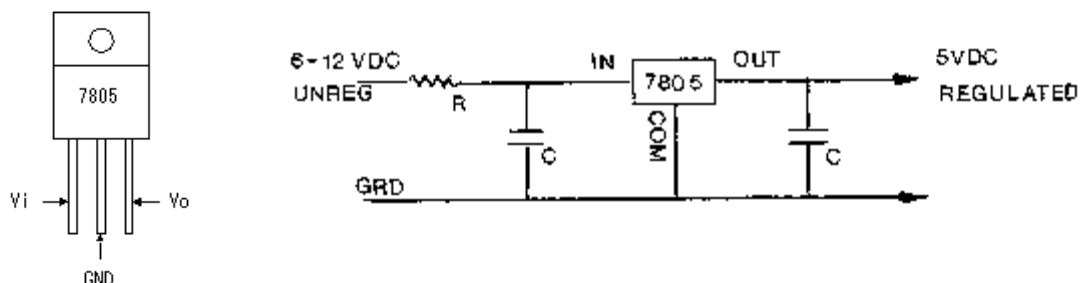 7805
Vi
Vo
GND
6-12 VDC
UNREG
R
C
IN
7805
COM
OUT
C
5VDC
REGULATED
GRD